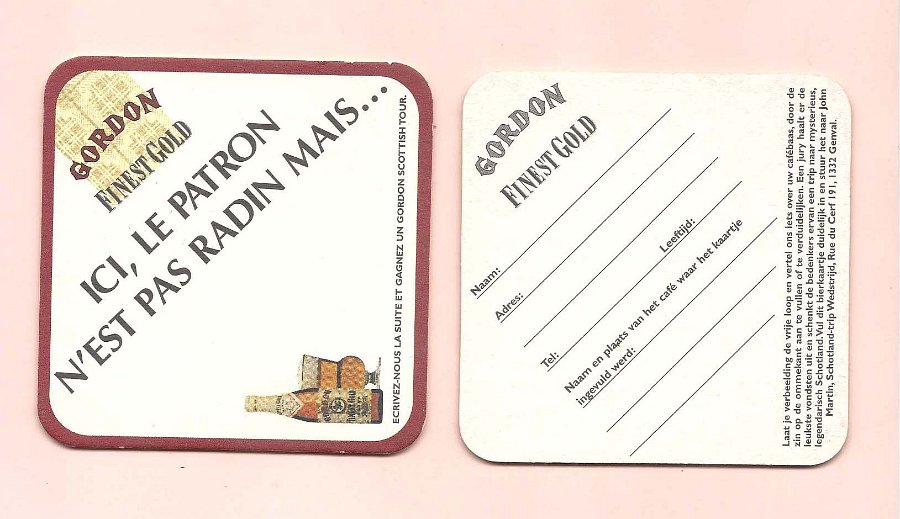 GORDON
FINEST GOLD
ICI, LE PATRON
N'EST PAS RADIN MAIS...
ECRIVEZ-NOUS LA SUITE ET GAGNEZ UN GORDON SCOTTISH TOUR.
GORDON
FINEST GOLD
Naam:
Adres:
Leeftijd:
Tel:
Naam en plaats van het café waar het kaartje
ingevuld werd:
Laat je verbeelding de vrije loop en vertel ons iets over uw cafébaas, door de
zin op de ommekant aan te vullen of te verduidelijken. Een jury haalt er de
leukste vondsten uit en schenkt de bedenkers ervan een trip naar mysterieus,
legendarisch Schotland. Vul dit bierkaartje duidelijk in en stuur het naar John
Martin, Schotland-trip Wedstrijd, Rue du Cerf 191, 1332 Genval.